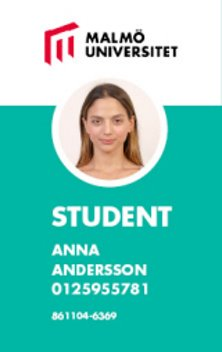 MALMÖ
UNIVERSITET
STUDENT
ANNA
ANDERSSON
0125955781
861104-6369